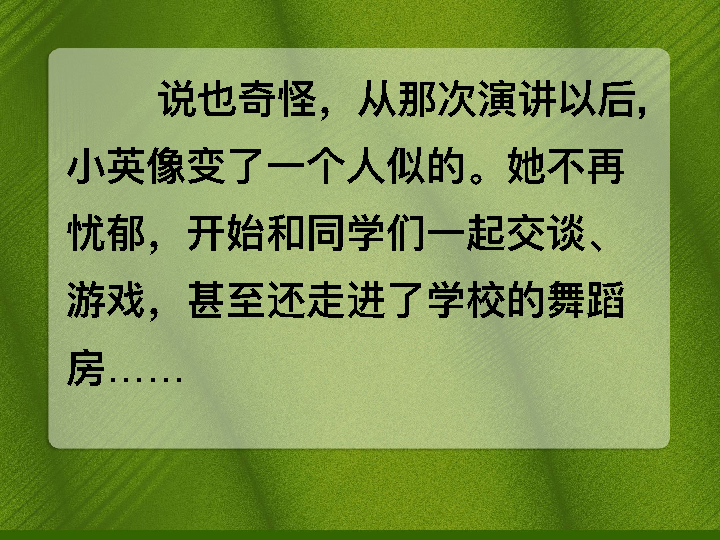 说也奇怪，从那次演讲以后，
小英像变了一个人似的。她不再
忧郁，开始和同学们一起交谈、
游戏，甚至还走进了学校的舞蹈
房……